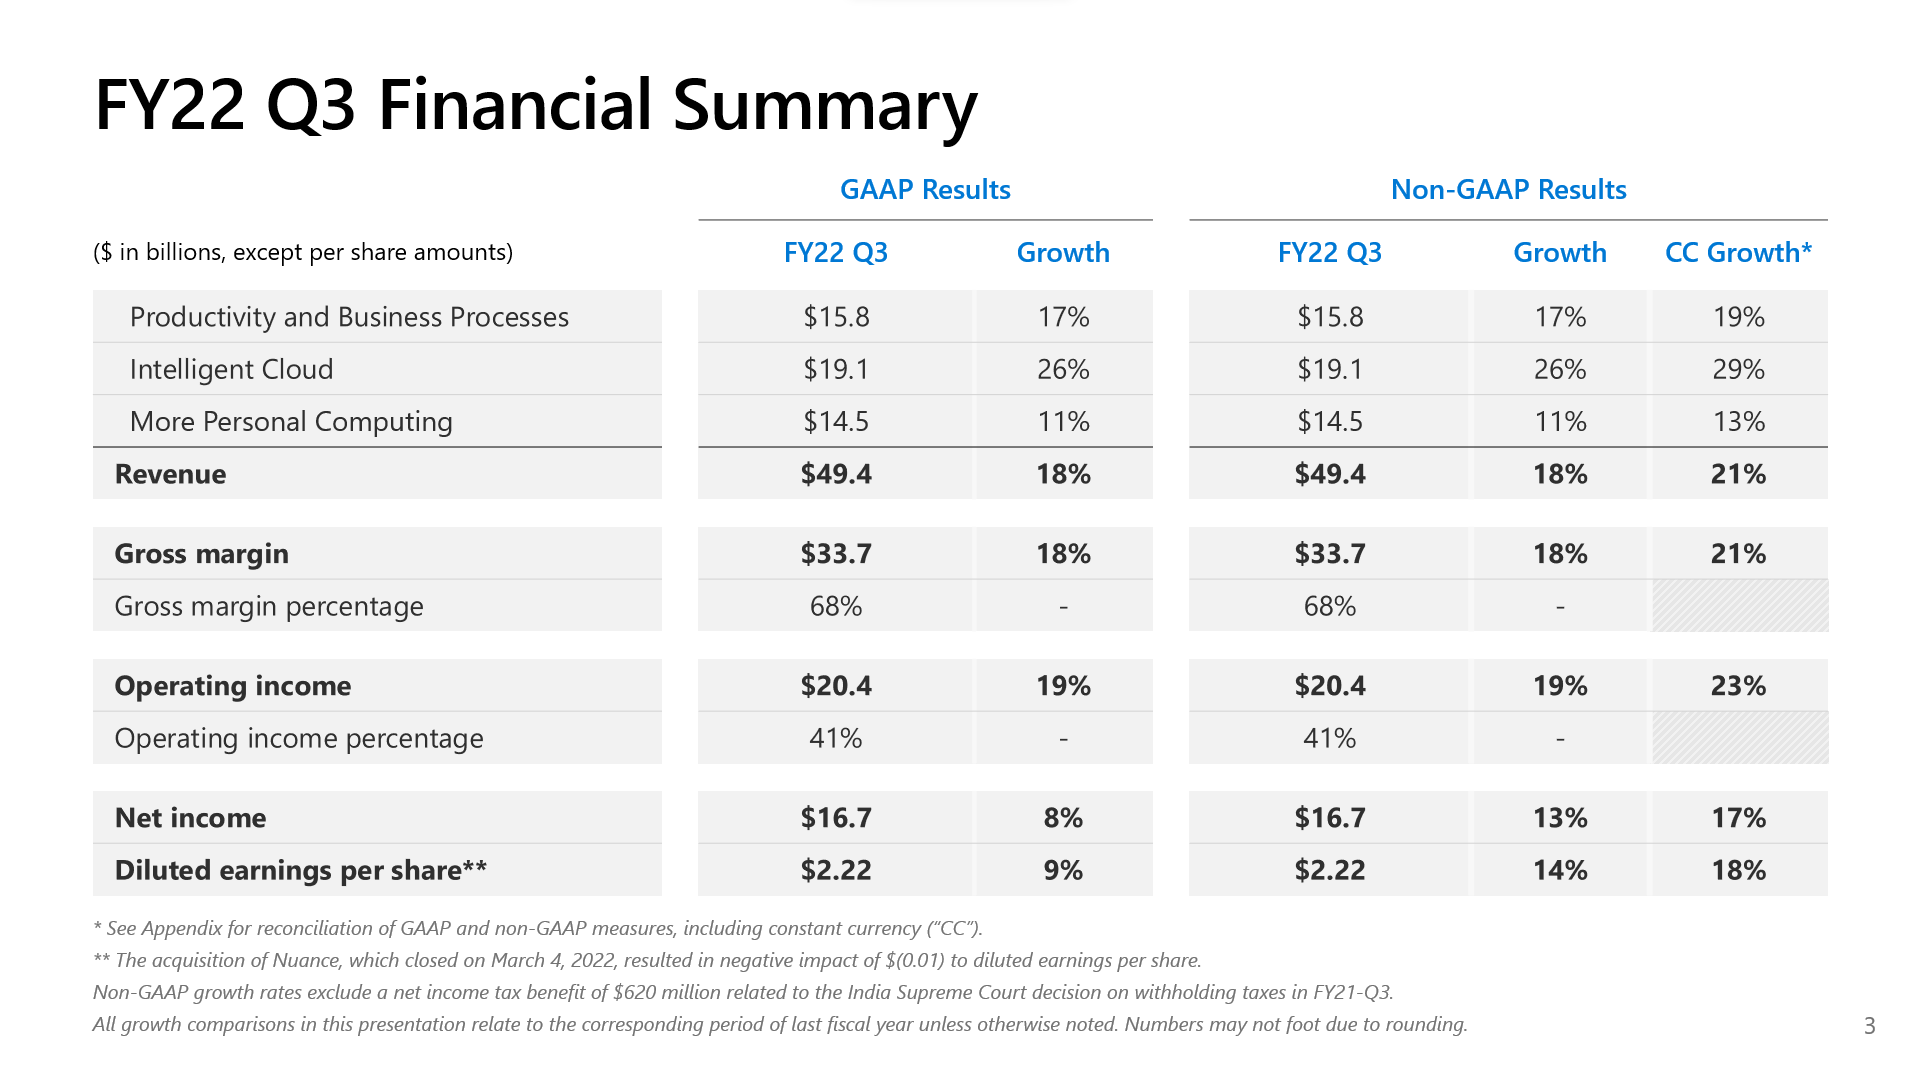 FY22 Q3 Financial Summary
GAAP Results Non-GAAP Results
($ in billions, except per share amounts) FY22 Q3 Growth FY22 Q3 Growth CC Growth*
Productivity and Business Processes $15.8 17% $15.8 17% 19%
Intelligent Cloud $19.1 26% $19.1 26% 29%
More Personal Computing $14.5 11% $14.5 11% 13%
Revenue $49.4 18% $49.4 18% 21%
Gross margin $33.7 18% $33.7 18% 21%
Gross margin percentage 68% - 68% -
Operating income $20.4 19% $20.4 19% 23%
Operating income percentage 41% - 41% -
Net income $16.7 8% $16.7 13% 17%
Diluted earnings per share** $2.22 9% $2.22 14% 18%
* See Appendix for reconciliation of GAAP and non-GAAP measures, including constant currency (“CC”).
** The acquisition of Nuance, which closed on March 4, 2022, resulted in negative impact of $(0.01) to diluted earnings per share.
Non-GAAP growth rates exclude a net income tax benefit of $620 million related to the India Supreme Court decision on withholding taxes in FY21-Q3.
All growth comparisons in this presentation relate to the corresponding period of last fiscal year unless otherwise noted. Numbers may not foot due to rounding.
3